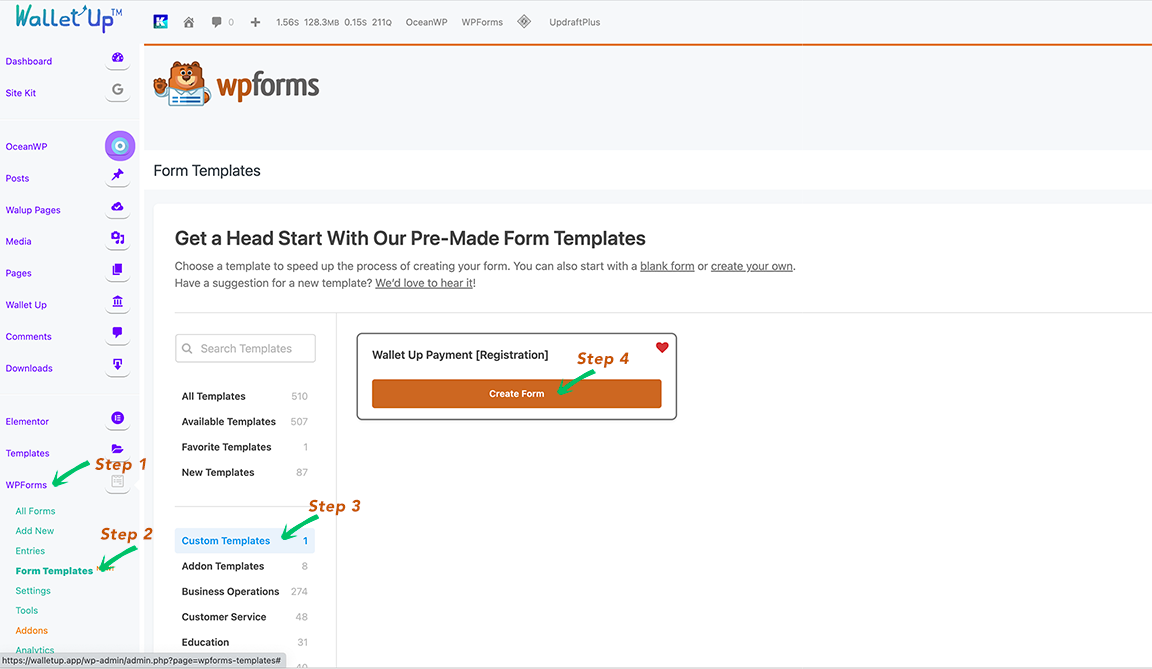 Wallet Up™
0
1.56S 128.3MB 0.15S 211Q
OceanWP
WPForms
UpdraftPlus
Dashboard
Site Kit
OceanWP
Posts
Walup Pages
Media
Pages
Wallet Up
Comments
Downloads
Elementor
Templates
WPForms
Step 1
All Forms
Add New
Entries
Step 2
Form Templates
Settings
Tools
Addons
Analytics
https://walletup.app/wp-admin/admin.php?page=wpforms-templates#
wpforms
Form Templates
Get a Head Start With Our Pre-Made Form Templates
Choose a template to speed up the process of creating your form. You can also start with a blank form or create your own.
Have a suggestion for a new template? We'd love to hear it!
Search Templates
All Templates 510
Available Templates 507
Favorite Templates 1
New Templates 87
Step 3
Custom Templates 1
Addon Templates 8
Business Operations 274
Customer Service 48
Education 31
Wallet Up Payment [Registration]
Step 4
Create Form